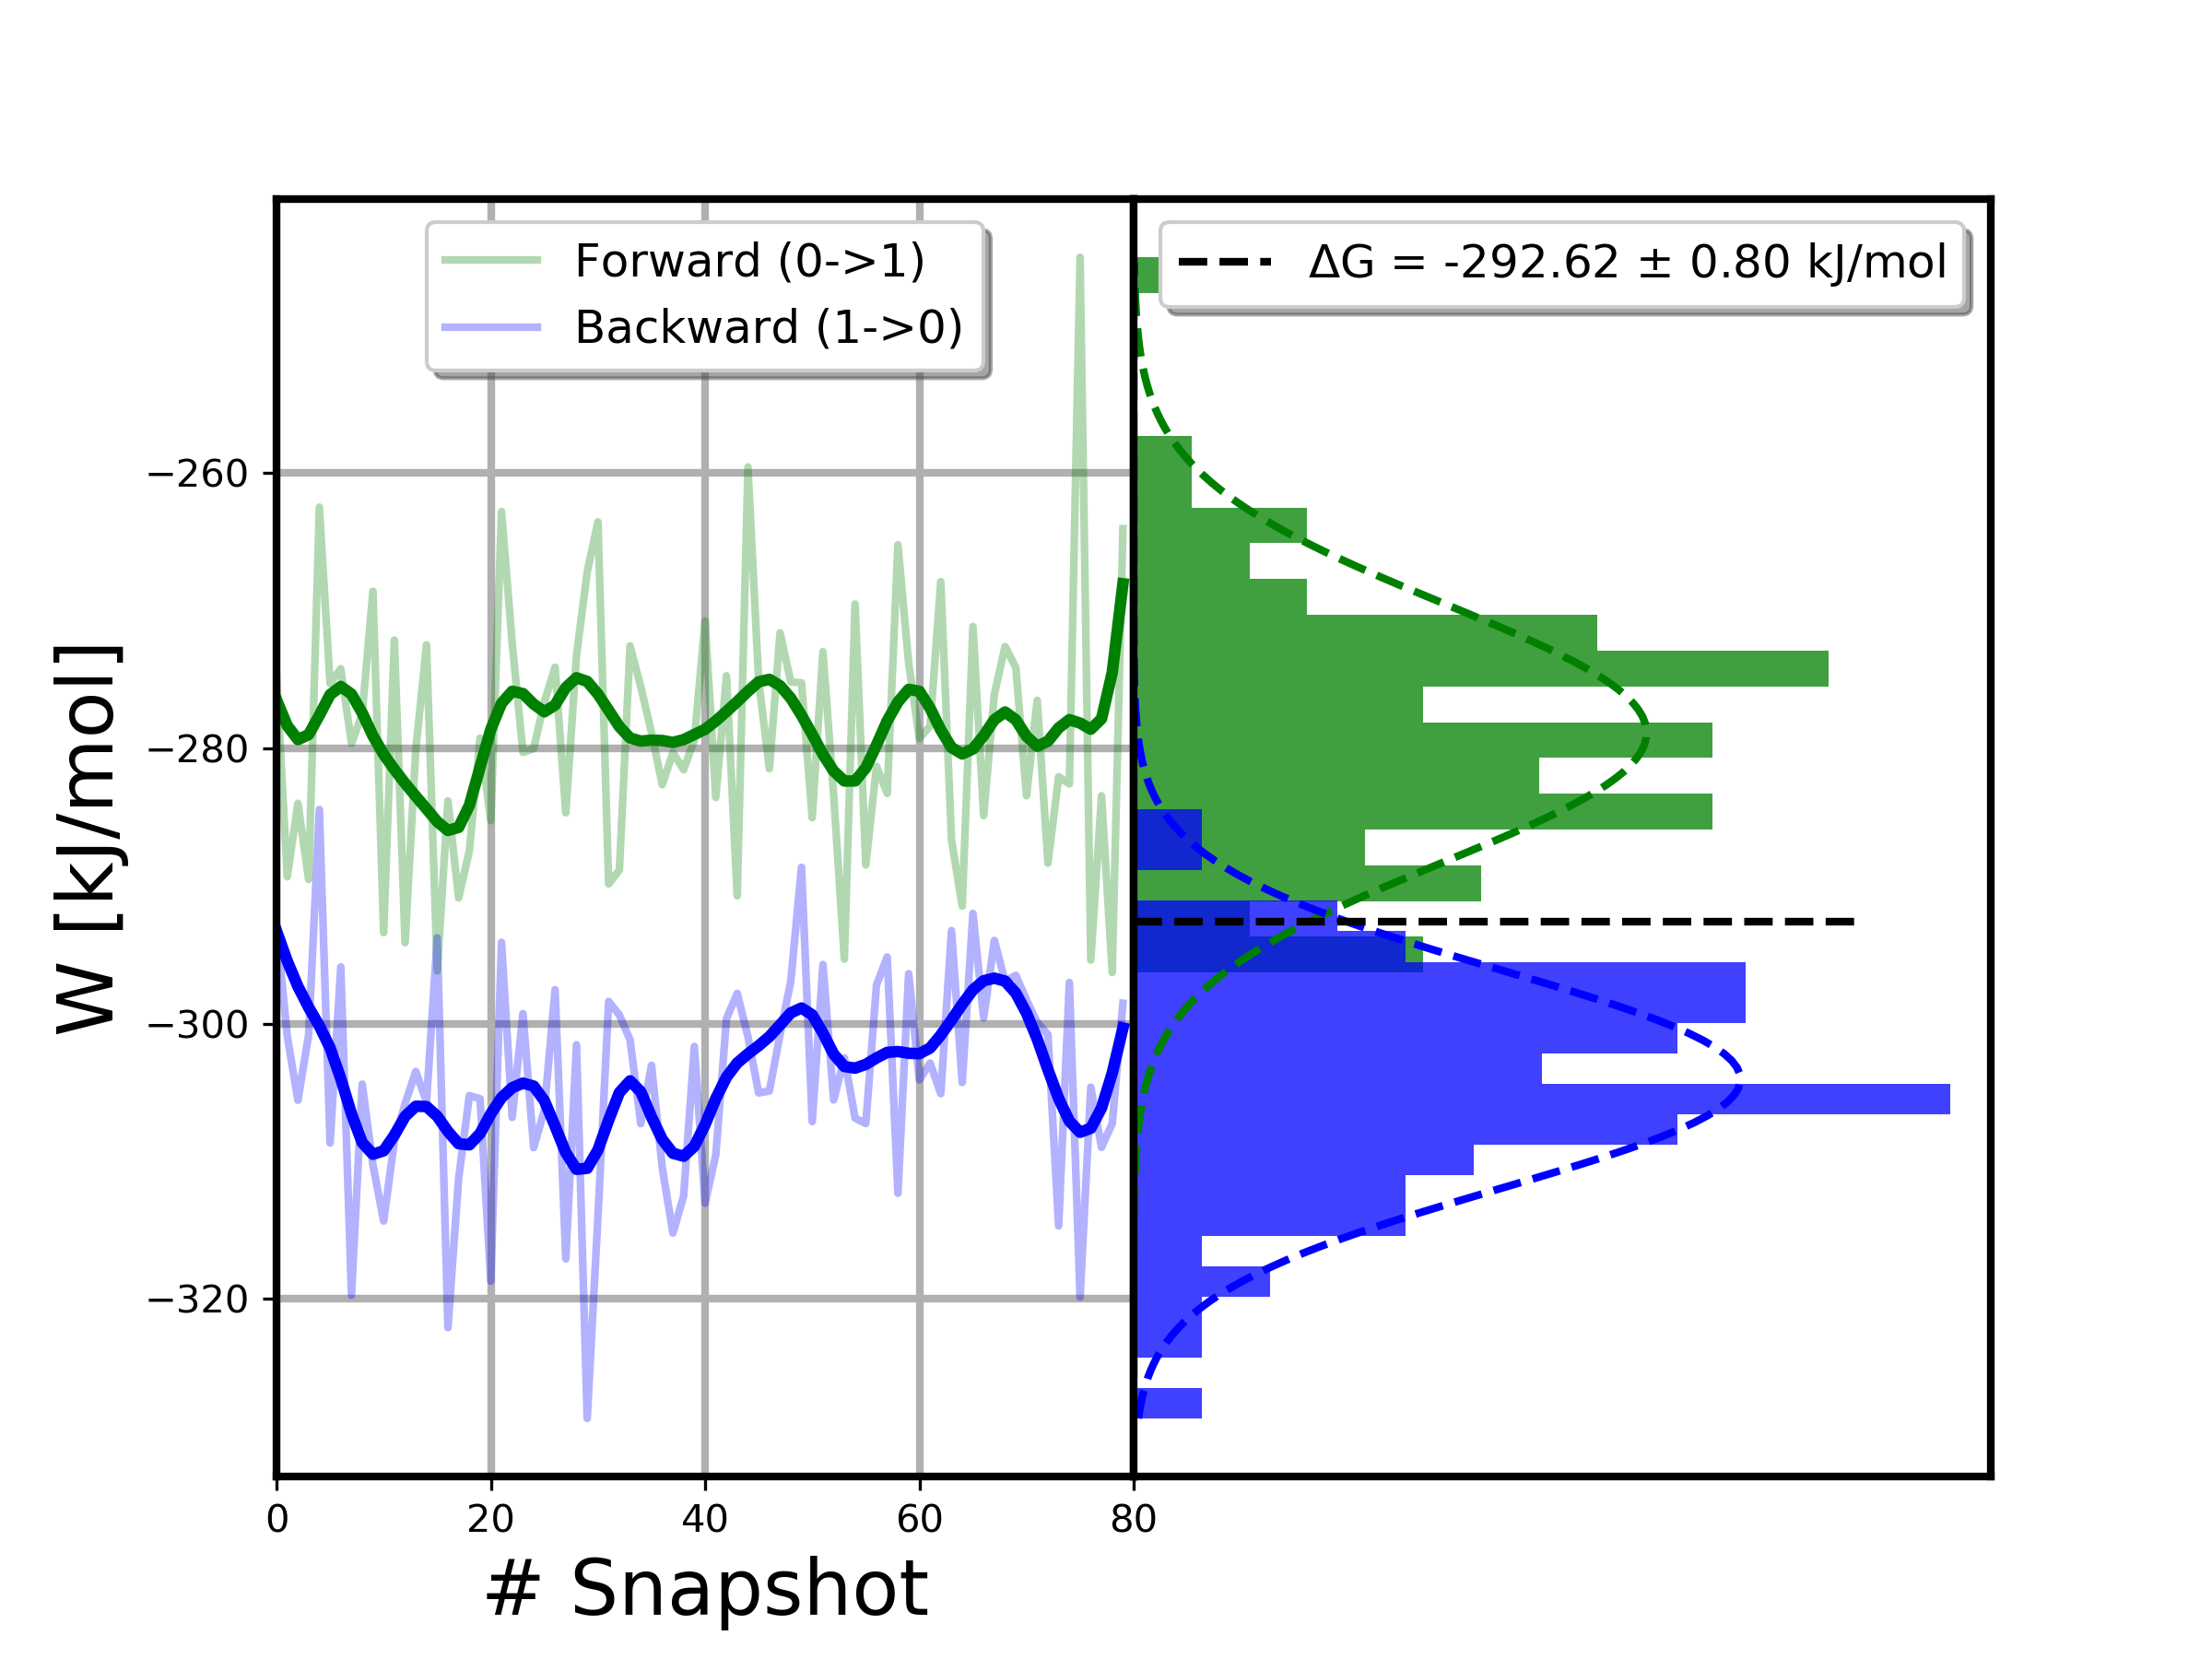 Forward (0->1)
Backward (1->0)
ΔG = -292.62 ± 0.80 kJ/mol
W [kJ/mol]
−260
−280
−300
−320
0 20 40 60 80
# Snapshot